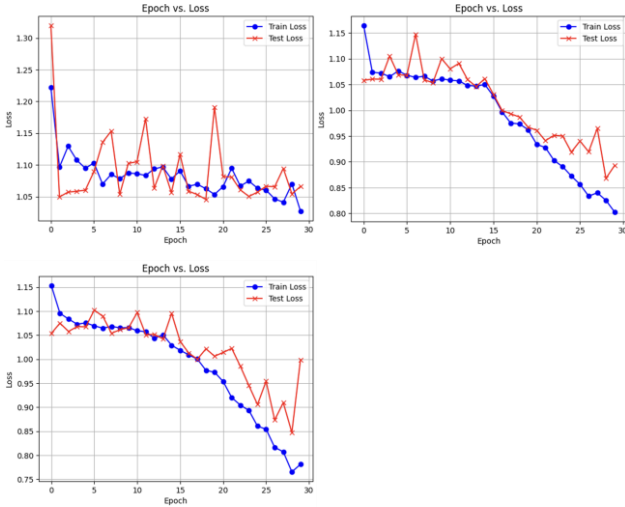 Epoch vs. Loss
Train Loss
Test Loss
1.30
1.25
1.20
1.15
1.10
1.05
Loss
0 5 10 15 20 25 30
Epoch
Epoch vs. Loss
Train Loss
Test Loss
1.15
1.10
1.05
1.00
0.95
0.90
0.85
0.80
Loss
0 5 10 15 20 25 30
Epoch
Epoch vs. Loss
Train Loss
Test Loss
1.15
1.10
1.05
1.00
0.95
0.90
0.85
0.80
0.75
Loss
0 5 10 15 20 25 30
Epoch